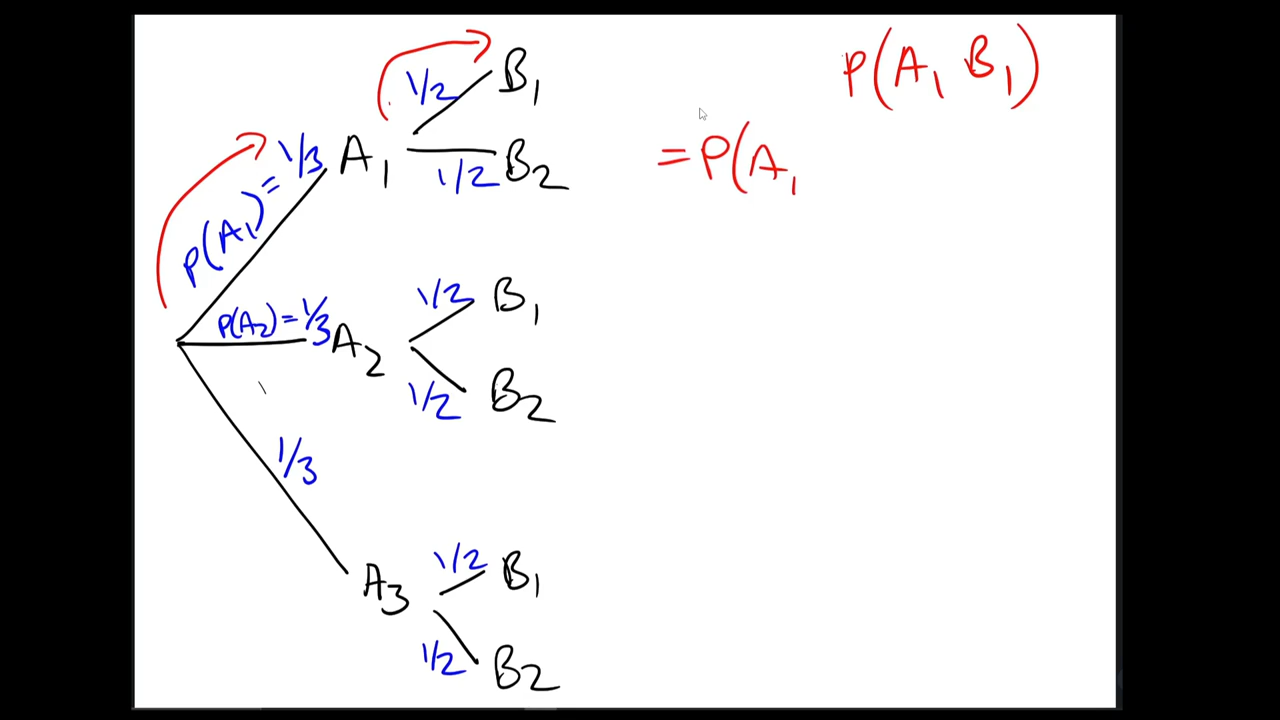 P(A1 B1)
1/2 B1
P(A1) = 1/3 A1
1/2 B2
= P(A1
1/2 B1
P(A2) = 1/3 A2
1/2 B2
1/3
1/2 B1
A3
1/2 B2